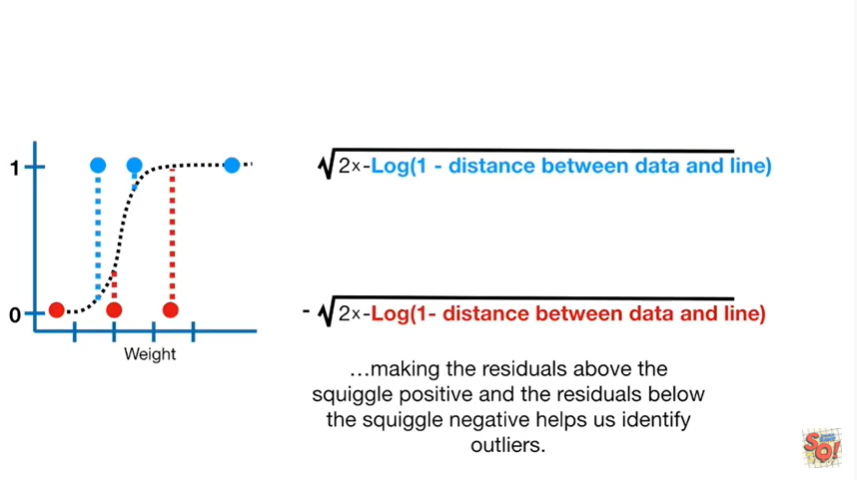 1
√2x-Log(1 - distance between data and line)
0
- √2x-Log(1- distance between data and line)
Weight
…making the residuals above the
squiggle positive and the residuals below
the squiggle negative helps us identify
outliers.
SQ!